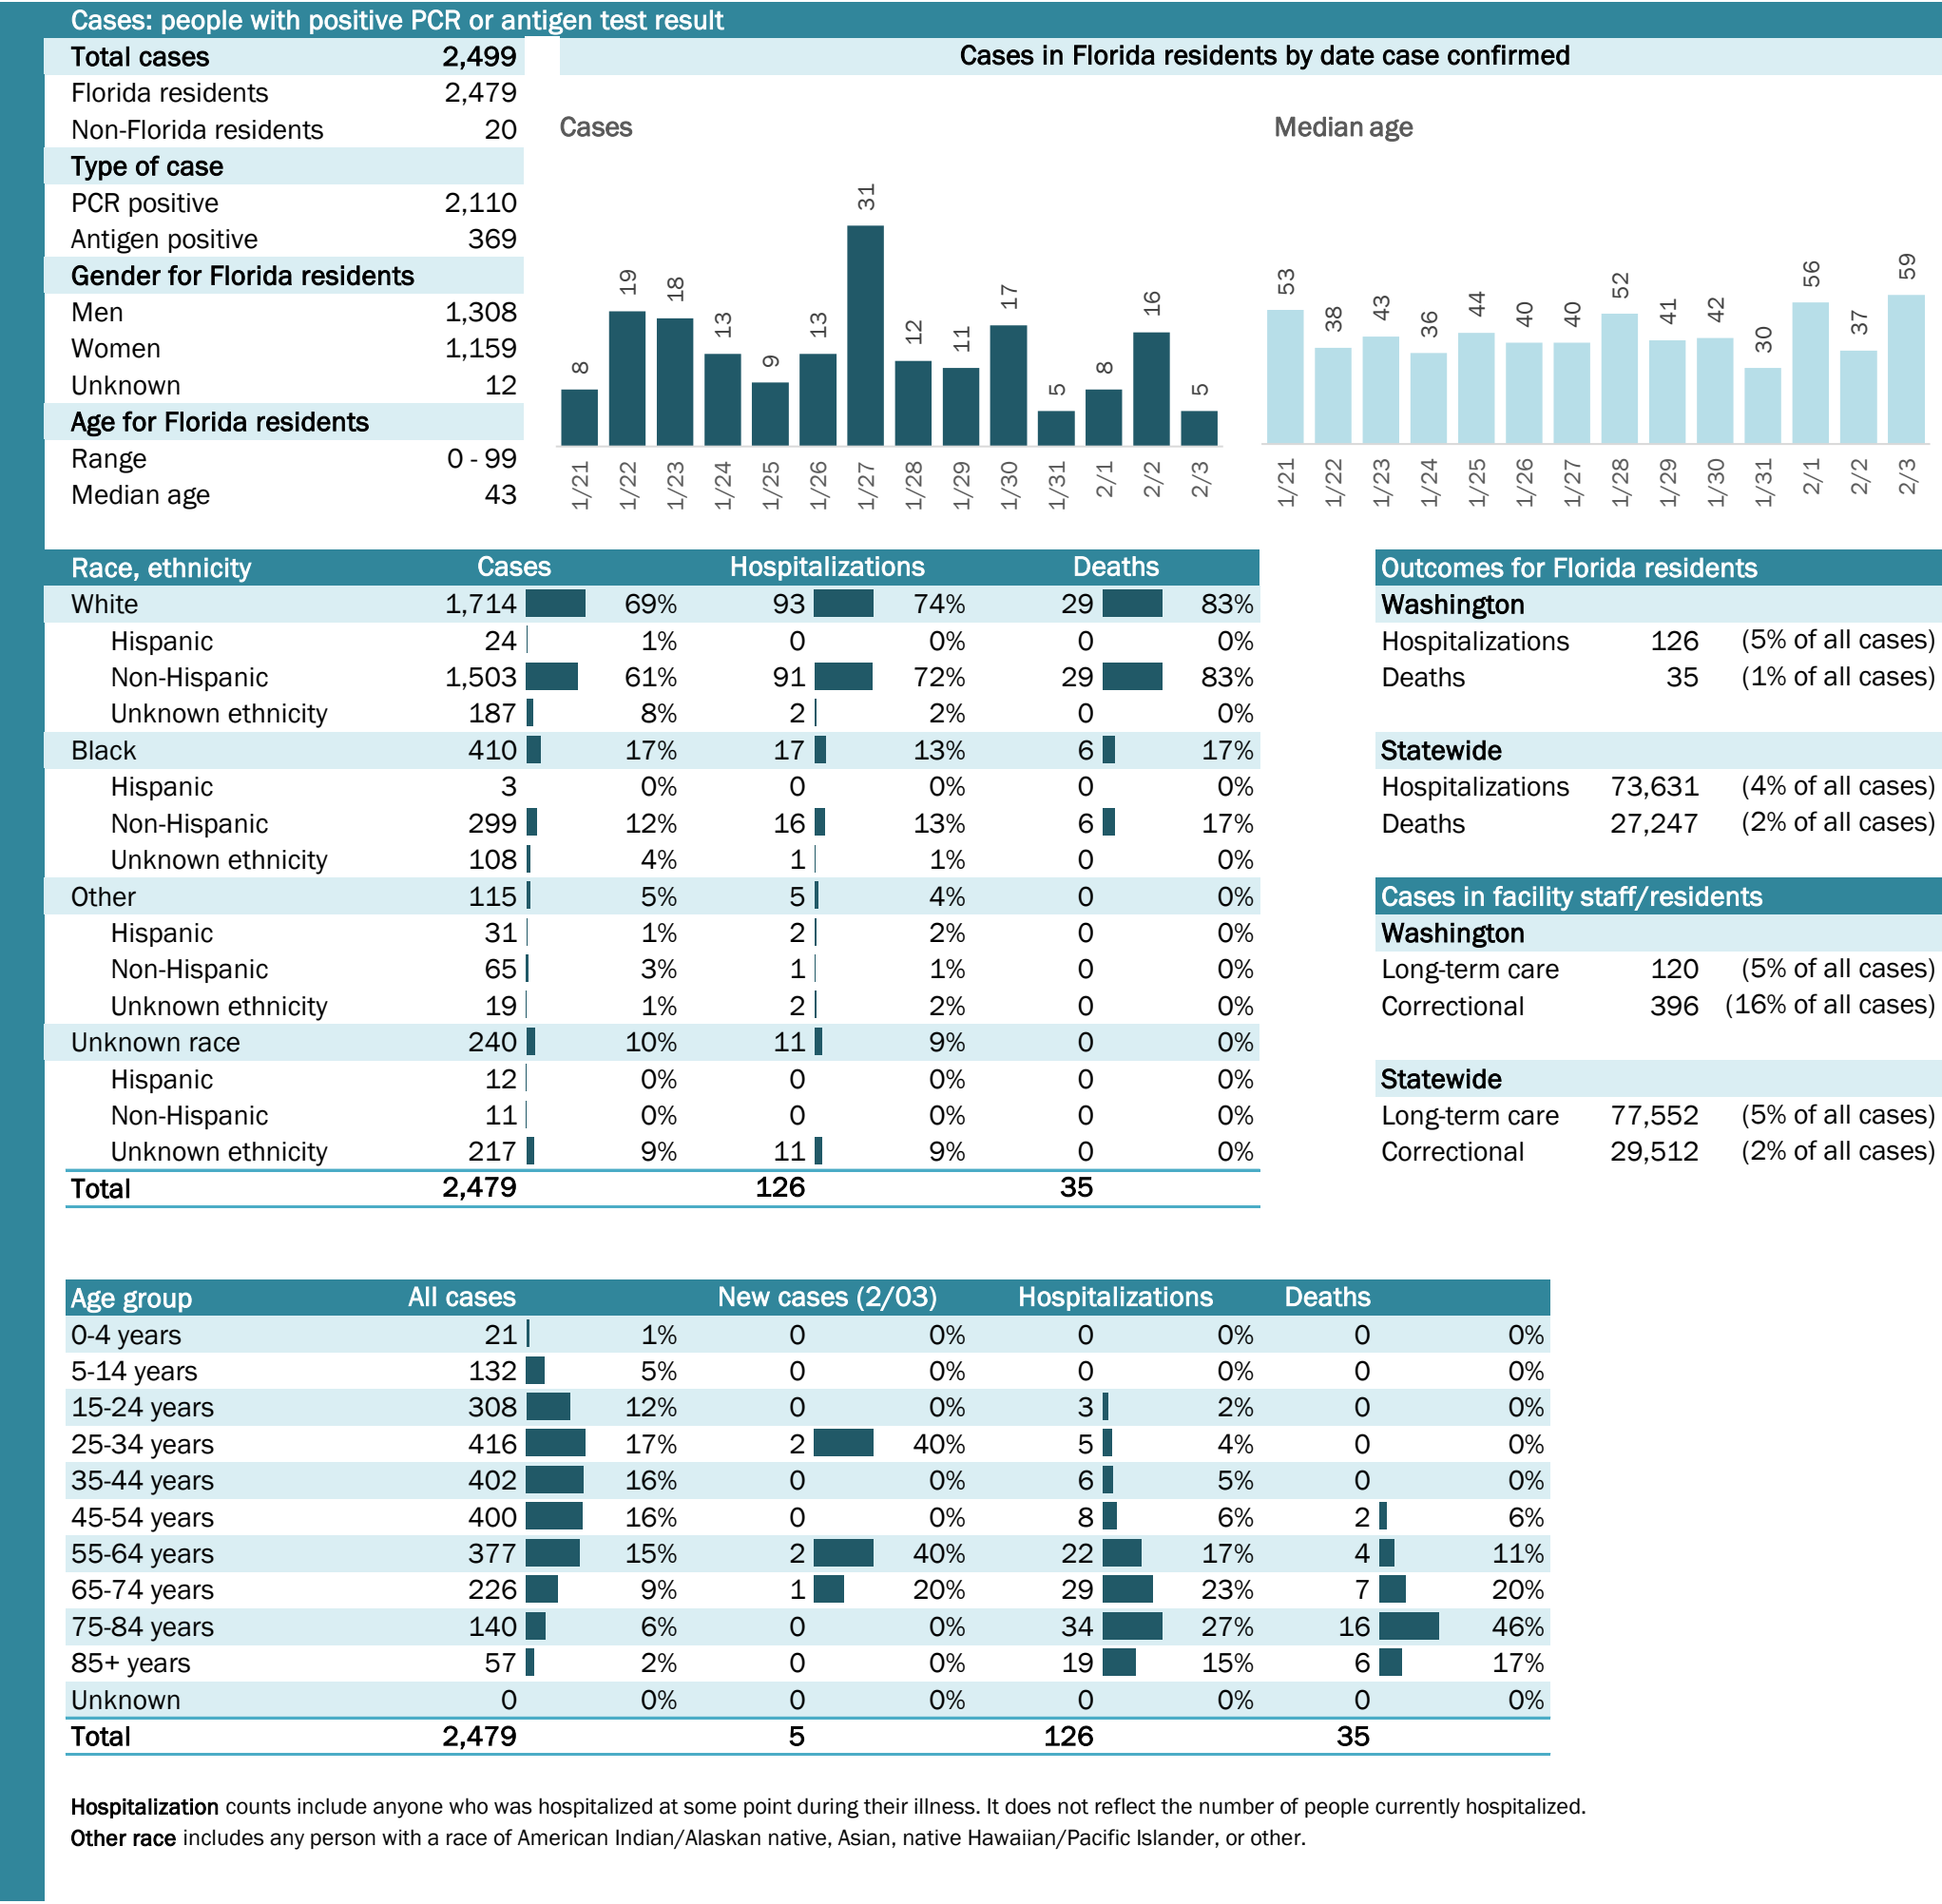 Cases: people with positive PCR or antigen test result
Total cases 2,499
Florida residents 2,479
Non-Florida residents 20
Type of case
PCR positive 2,110
Antigen positive 369
Gender for Florida residents
Men 1,308
Women 1,159
Unknown 12
Age for Florida residents
Range 0 - 99
Median age 43
Cases in Florida residents by date case confirmed
Cases
8 19 18 13 9 13 31 12 11 17 5 8 16 5
1/21 1/22 1/23 1/24 1/25 1/26 1/27 1/28 1/29 1/30 1/31 2/1 2/2 2/3
Median age
53 38 43 36 44 40 40 52 41 42 30 56 37 59
1/21 1/22 1/23 1/24 1/25 1/26 1/27 1/28 1/29 1/30 1/31 2/1 2/2 2/3
Race, ethnicity Cases Hospitalizations Deaths
White 1,714 69% 93 74% 29 83%
Hispanic 24 1% 0 0% 0 0%
Non-Hispanic 1,503 61% 91 72% 29 83%
Unknown ethnicity 187 8% 2 2% 0 0%
Black 410 17% 17 13% 6 17%
Hispanic 3 0% 0 0% 0 0%
Non-Hispanic 299 12% 16 13% 6 17%
Unknown ethnicity 108 4% 1 1% 0 0%
Other 115 5% 5 4% 0 0%
Hispanic 31 1% 2 2% 0 0%
Non-Hispanic 65 3% 1 1% 0 0%
Unknown ethnicity 19 1% 2 2% 0 0%
Unknown race 240 10% 11 9% 0 0%
Hispanic 12 0% 0 0% 0 0%
Non-Hispanic 11 0% 0 0% 0 0%
Unknown ethnicity 217 9% 11 9% 0 0%
Total 2,479 126 35
Outcomes for Florida residents
Washington
Hospitalizations 126 (5% of all cases)
Deaths 35 (1% of all cases)
Statewide
Hospitalizations 73,631 (4% of all cases)
Deaths 27,247 (2% of all cases)
Cases in facility staff/residents
Washington
Long-term care 120 (5% of all cases)
Correctional 396 (16% of all cases)
Statewide
Long-term care 77,552 (5% of all cases)
Correctional 29,512 (2% of all cases)
Age group All cases New cases (2/03) Hospitalizations Deaths
0-4 years 21 1% 0 0% 0 0% 0 0%
5-14 years 132 5% 0 0% 0 0% 0 0%
15-24 years 308 12% 0 0% 3 2% 0 0%
25-34 years 416 17% 2 40% 5 4% 0 0%
35-44 years 402 16% 0 0% 6 5% 0 0%
45-54 years 400 16% 0 0% 8 6% 2 6%
55-64 years 377 15% 2 40% 22 17% 4 11%
65-74 years 226 9% 1 20% 29 23% 7 20%
75-84 years 140 6% 0 0% 34 27% 16 46%
85+ years 57 2% 0 0% 19 15% 6 17%
Unknown 0 0% 0 0% 0 0% 0 0%
Total 2,479 5 126 35
Hospitalization counts include anyone who was hospitalized at some point during their illness. It does not reflect the number of people currently hospitalized.
Other race includes any person with a race of American Indian/Alaskan native, Asian, native Hawaiian/Pacific Islander, or other.